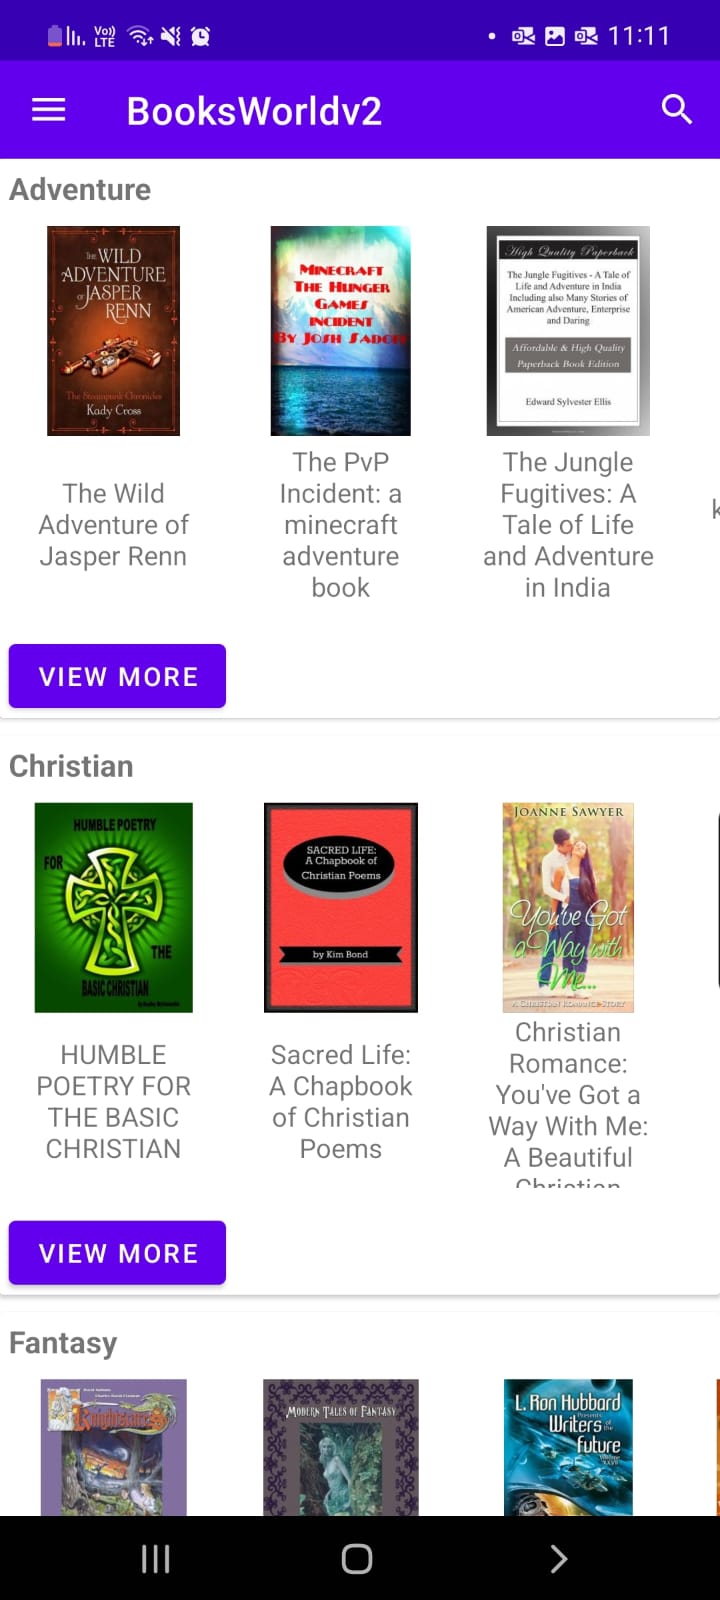 Vo))
LTE
11:11
BooksWorldv2
Adventure
THE WILD
ADVENTURE
OF JASPER
RENN
The Steampunk Chronicles
Kady Cross
MINECRAFT
THE HUNGER
GAMES
INCIDENT
BY JOSH
High Quality Paperback
The Jungle Fugitives - A Tale of
Life and Adventure in India
Including also Many Stories of
American Adventure, Enterprise
and Daring
Affordable & High Quality
Paperback Book Edition
Edward Sylvester Ellis
The Wild
Adventure of
Jasper Renn
The PvP
Incident: a
minecraft
adventure
book
The Jungle
Fugitives: A
Tale of Life
and Adventure
in India
k
VIEW MORE
Christian
HUMBLE POETRY
FOR
THE
BASIC CHRISTIAN
SACRED LIFE:
A Chapbook of
Christian Poems
by Kim Bond
JOANNE SAWYER
You've Got
a Way with
Me...
A CHRISTIAN ROMANCE STORY
HUMBLE
POETRY FOR
THE BASIC
CHRISTIAN
Sacred Life:
A Chapbook
of Christian
Poems
Christian
Romance:
You've Got a
Way With Me:
A Beautiful
Christian
VIEW MORE
Fantasy
MODERN TALES OF FANTASY
L. Ron Hubbard
Presents
Writers
of the
Future
Volume